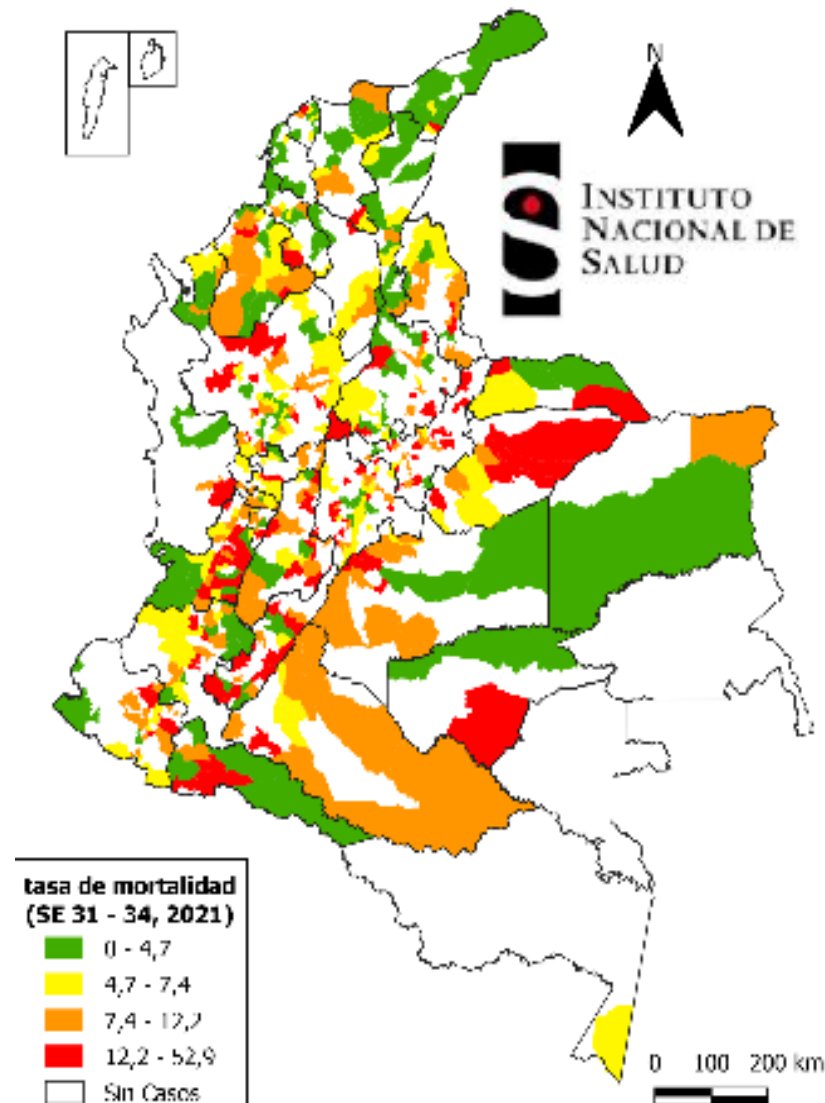 N
INSTITUTO
NACIONAL DE
SALUD
tasa de mortalidad
(SE 31 - 34, 2021)
0 - 4,7
4,7 - 7,4
7,4 - 12,2
12,2 - 52,9
Sin Casos
0 100 200 km